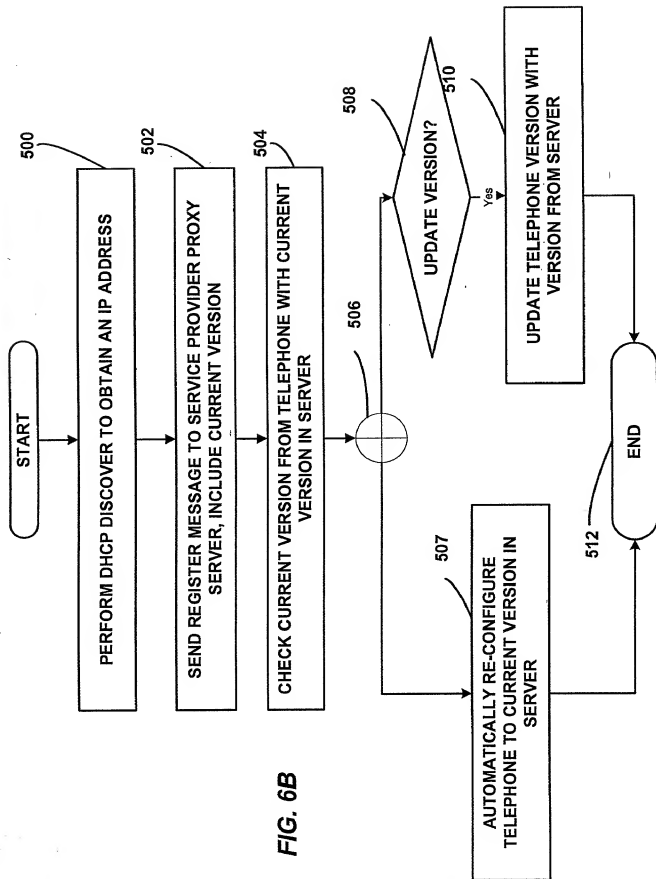 START
500
PERFORM DHCP DISCOVER TO OBTAIN AN IP ADDRESS
502
SEND REGISTER MESSAGE TO SERVICE PROVIDER PROXY
SERVER, INCLUDE CURRENT VERSION
504
CHECK CURRENT VERSION FROM TELEPHONE WITH CURRENT
VERSION IN SERVER
506
508
UPDATE VERSION?
Yes
507
AUTOMATICALLY RE-CONFIGURE
TELEPHONE TO CURRENT VERSION IN
SERVER
510
UPDATE TELEPHONE VERSION WITH
VERSION FROM SERVER
512
END
FIG. 6B